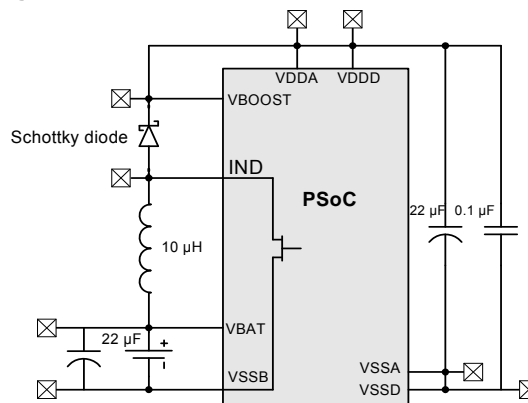 VDDA VDDD
VBOOST
Schottky diode
IND
PSoC
22 µF 0.1 µF
10 µH
VBAT
22 µF
+
VSSB
VSSA
VSSD